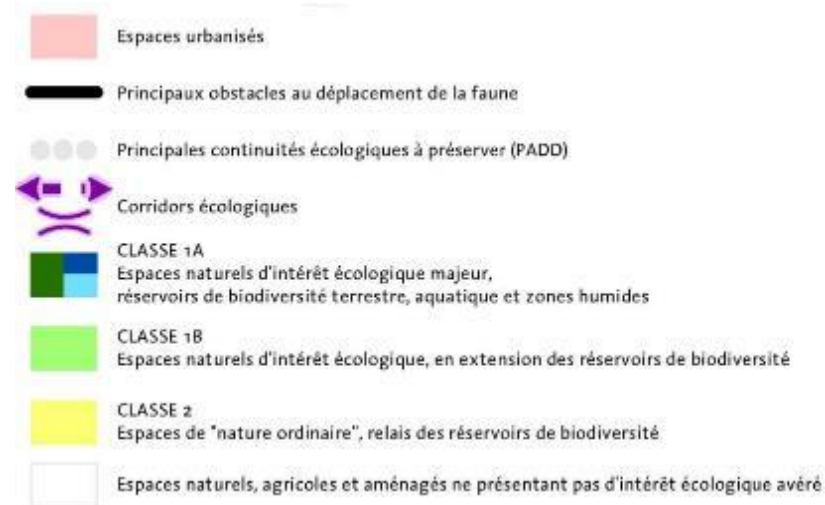 Espaces urbanisés
Principaux obstacles au déplacement de la faune
Principales continuités écologiques à préserver (PADD)
Corridors écologiques
CLASSE 1A
Espaces naturels d'intérêt écologique majeur,
réservoirs de biodiversité terrestre, aquatique et zones humides
CLASSE 1B
Espaces naturels d'intérêt écologique, en extension des réservoirs de biodiversité
CLASSE 2
Espaces de "nature ordinaire", relais des réservoirs de biodiversité
Espaces naturels, agricoles et aménagés ne présentant pas d'intérêt écologique avéré